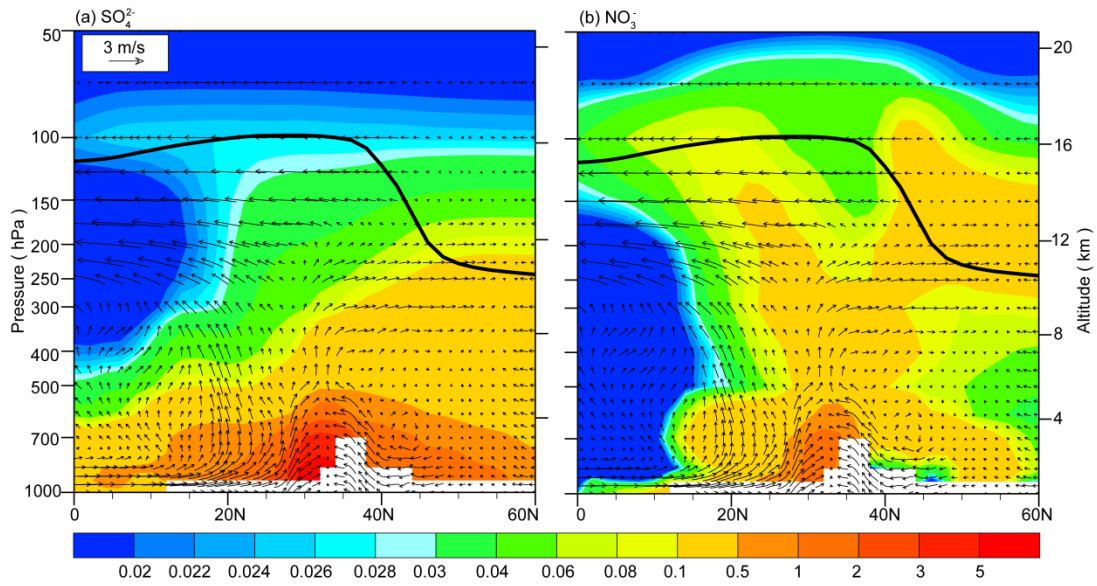 (a) SO₄²⁻
(b) NO₃⁻
3 m/s
50
100
150
200
250
300
400
500
700
1000
Pressure ( hPa )
0
20N
40N
60N
0
20N
40N
60N
20
16
12
8
4
Altitude ( km )
0.02 0.022 0.024 0.026 0.028 0.03 0.04 0.06 0.08 0.1 0.5 1 2 3 5